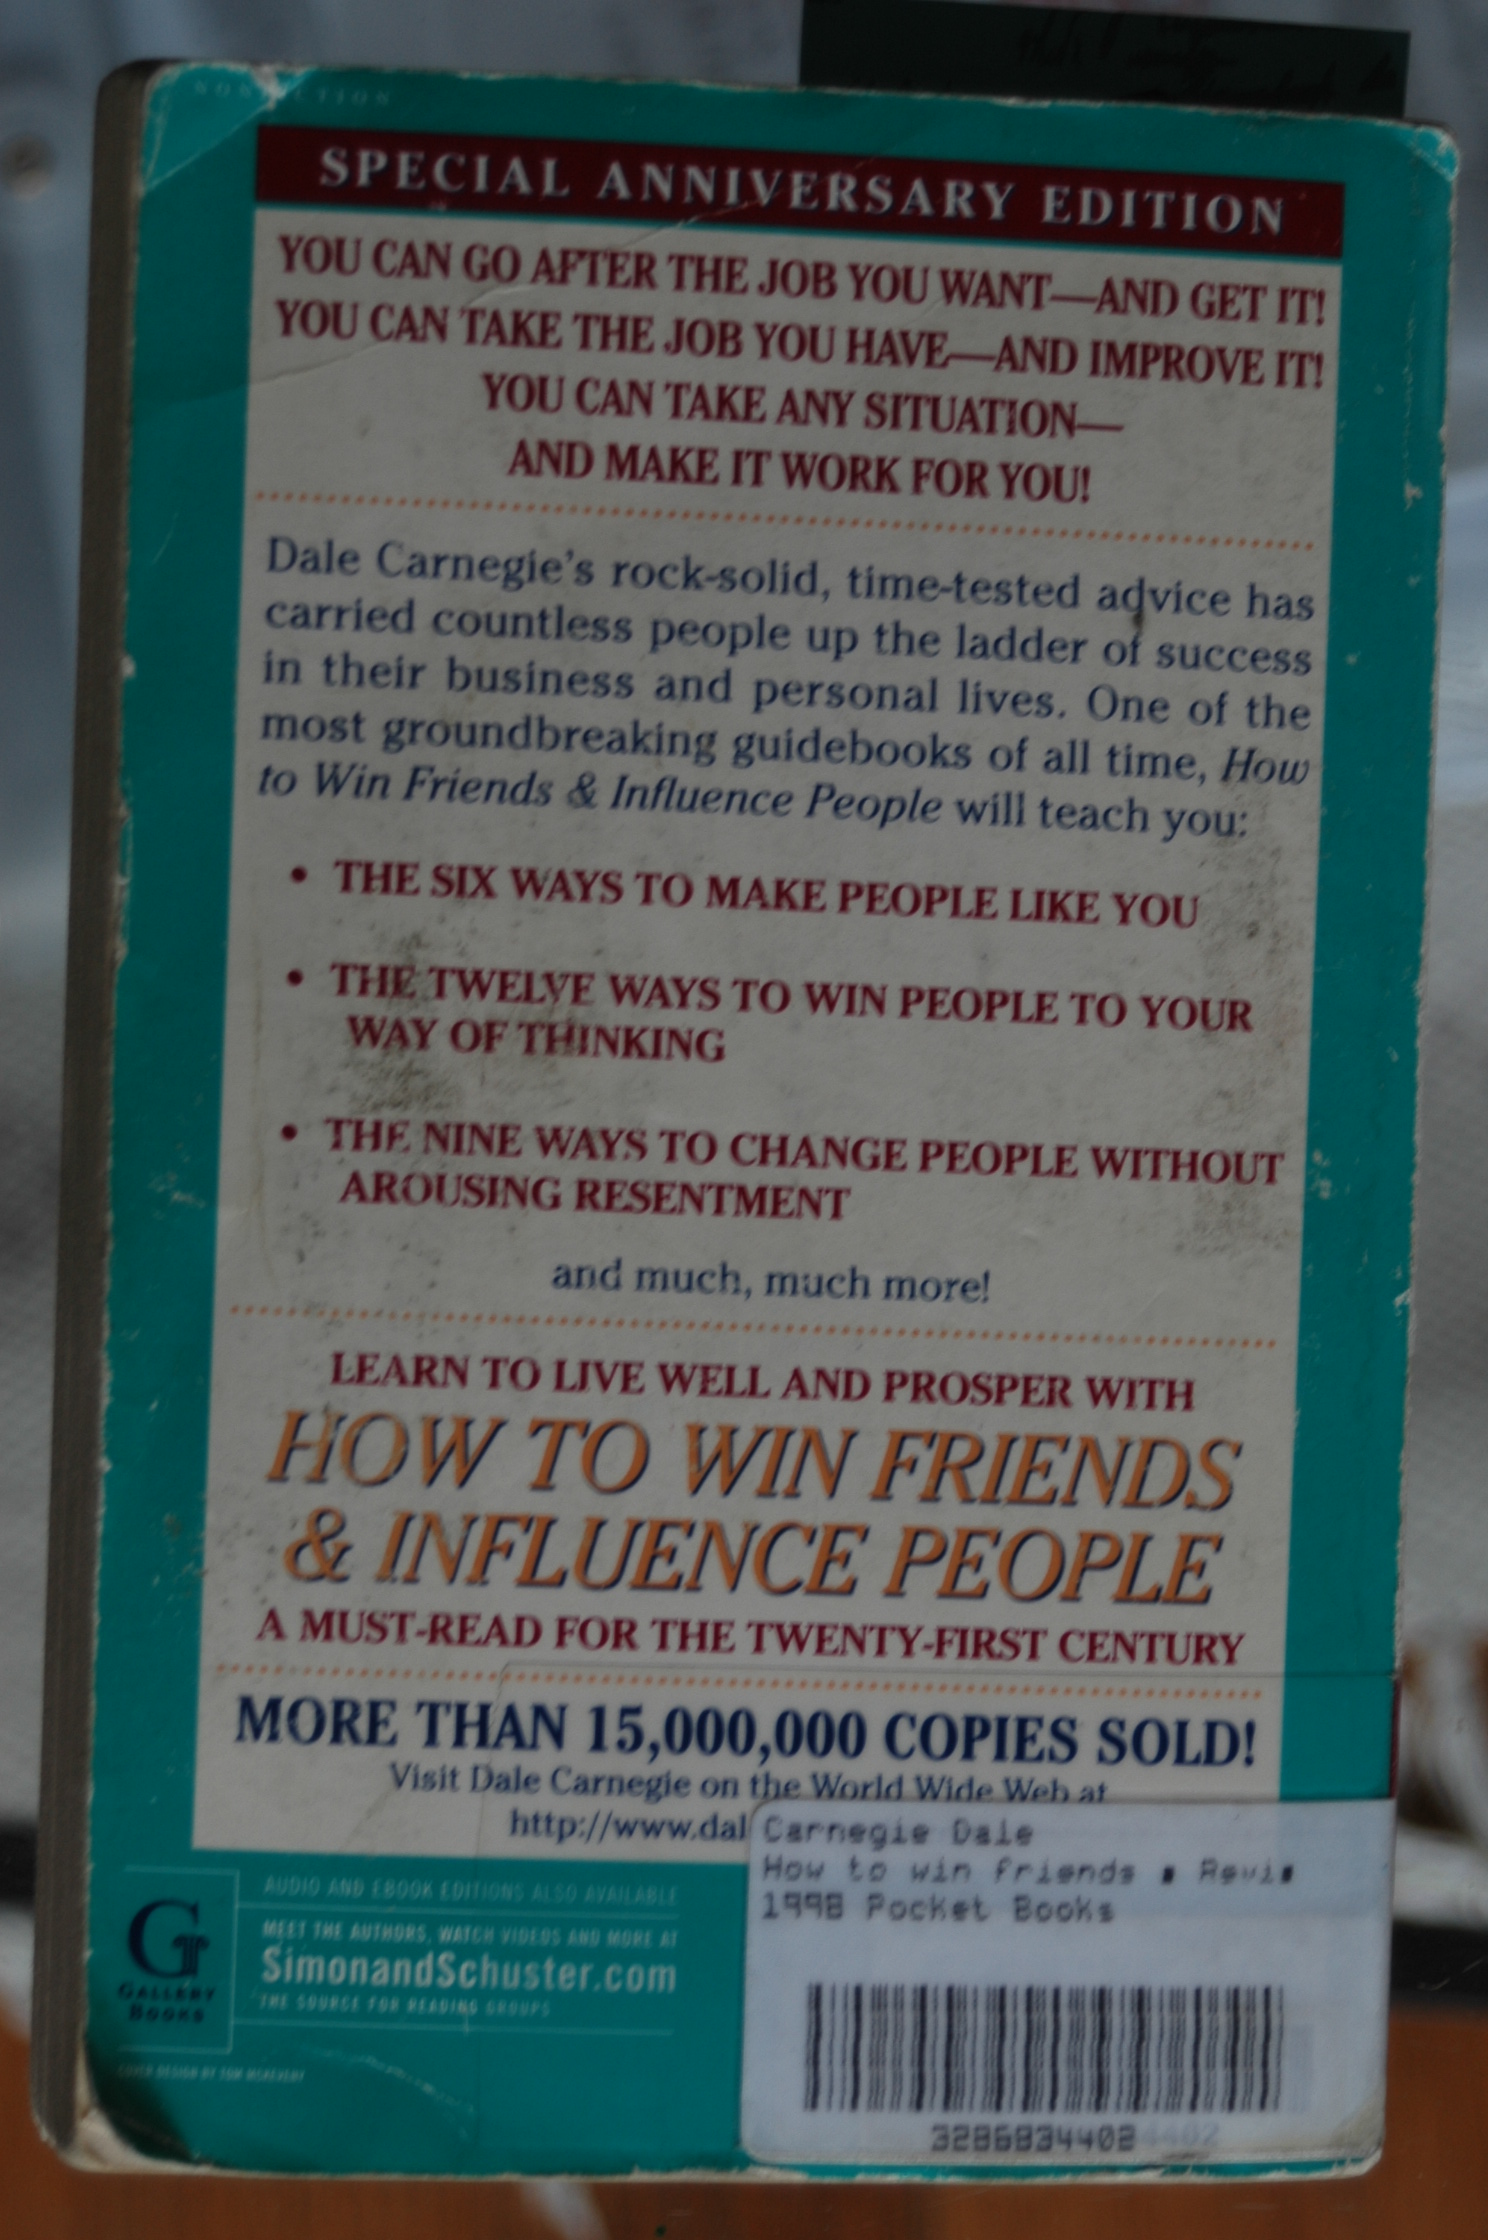 NONFICTION
SPECIAL ANNIVERSARY EDITION
YOU CAN GO AFTER THE JOB YOU WANT—AND GET IT!
YOU CAN TAKE THE JOB YOU HAVE—AND IMPROVE IT!
YOU CAN TAKE ANY SITUATION—
AND MAKE IT WORK FOR YOU!
Dale Carnegie's rock-solid, time-tested advice has
carried countless people up the ladder of success
in their business and personal lives. One of the
most groundbreaking guidebooks of all time, How
to Win Friends & Influence People will teach you:
• THE SIX WAYS TO MAKE PEOPLE LIKE YOU
• THE TWELVE WAYS TO WIN PEOPLE TO YOUR
WAY OF THINKING
• THE NINE WAYS TO CHANGE PEOPLE WITHOUT
AROUSING RESENTMENT
and much, much more!
LEARN TO LIVE WELL AND PROSPER WITH
HOW TO WIN FRIENDS
& INFLUENCE PEOPLE
A MUST-READ FOR THE TWENTY-FIRST CENTURY
MORE THAN 15,000,000 COPIES SOLD!
Visit Dale Carnegie on the World Wide Web at
http://www.dal
Carnegie Dale
How to win friends & Revis
1998 Pocket Books
3286834402
G
GALLERY
BOOKS
AUDIO AND EBOOK EDITIONS ALSO AVAILABLE
MEET THE AUTHORS, WATCH VIDEOS AND MORE AT
SimonandSchuster.com
THE SOURCE FOR READING GROUPS
COVER DESIGN BY TOM MCKEVENY